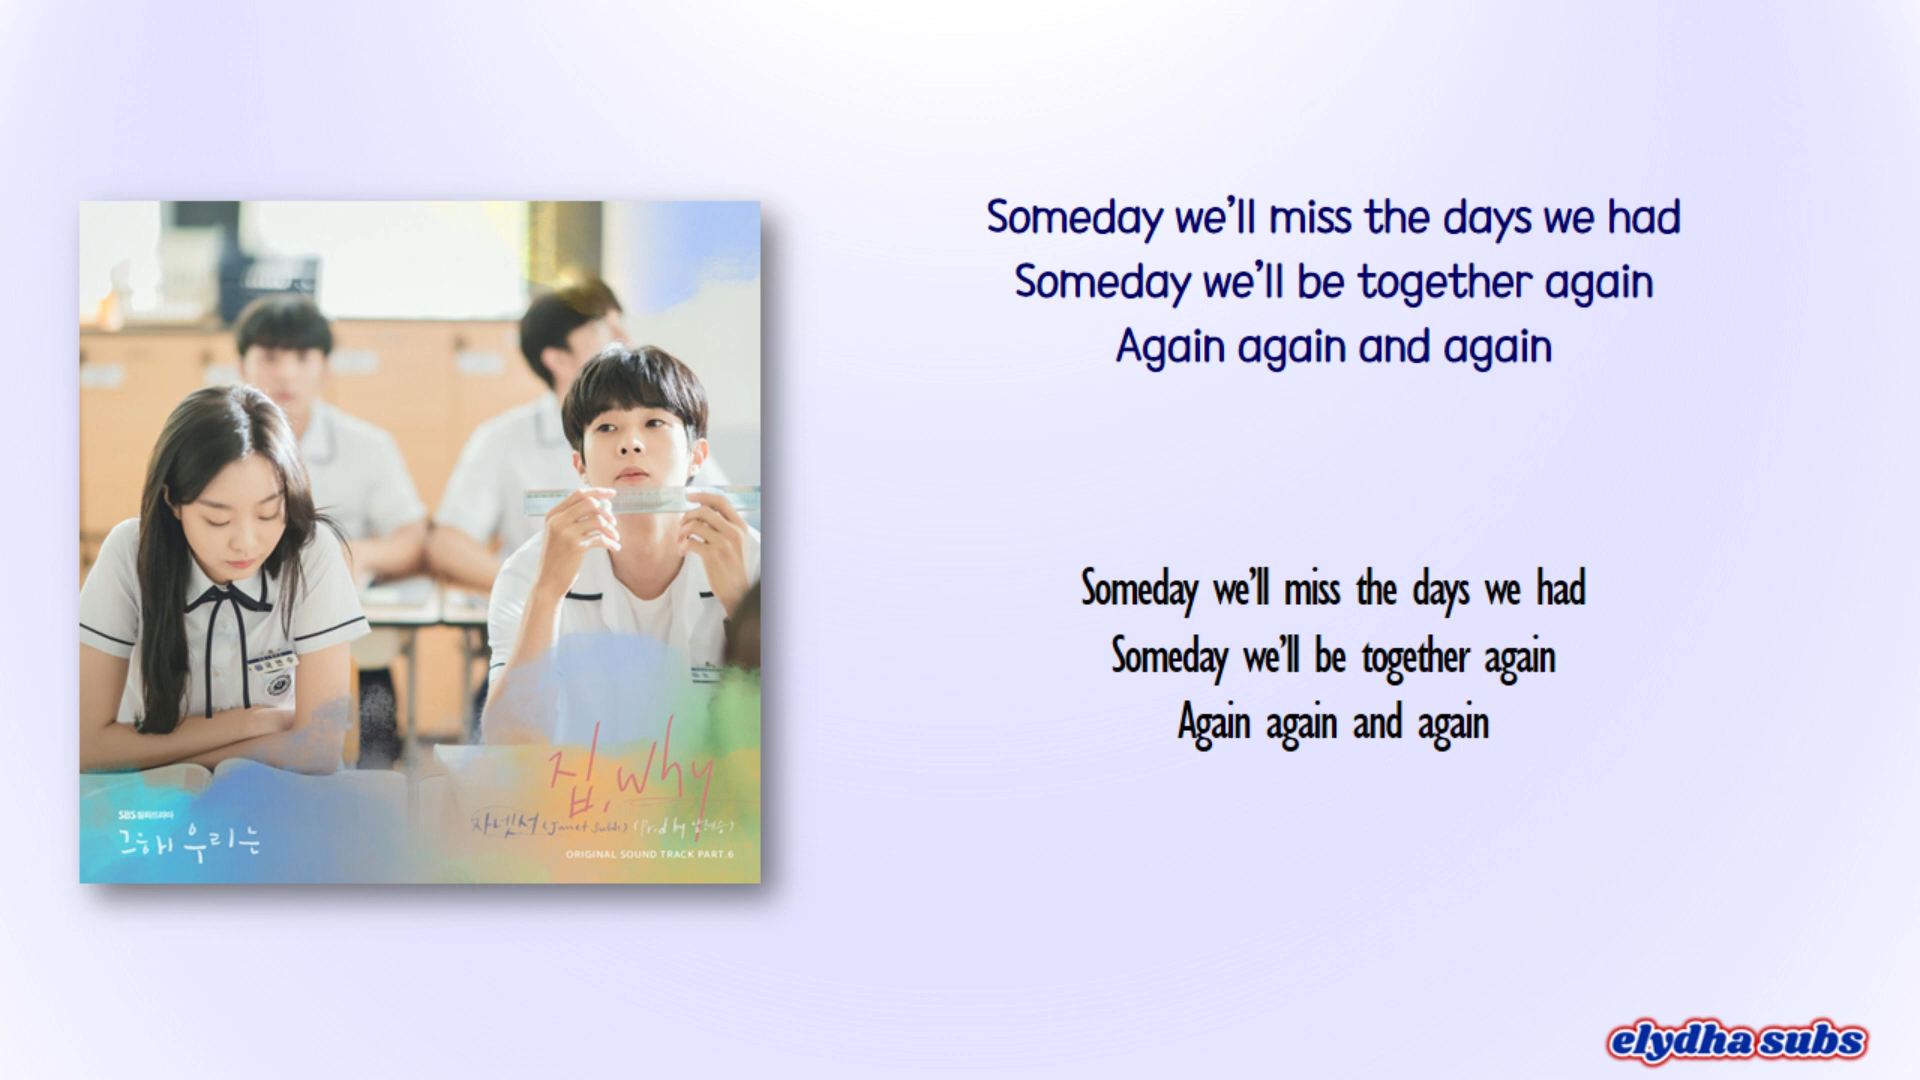 Someday we’ll miss the days we had
Someday we’ll be together again
Again again and again
Someday we’ll miss the days we had
Someday we’ll be together again
Again again and again
집, why
자넷서 (Janet Suhh) (Prod by 남혜승)
ORIGINAL SOUND TRACK PART.6
SBS 월화드라마
그 해 우리는
elydha subs